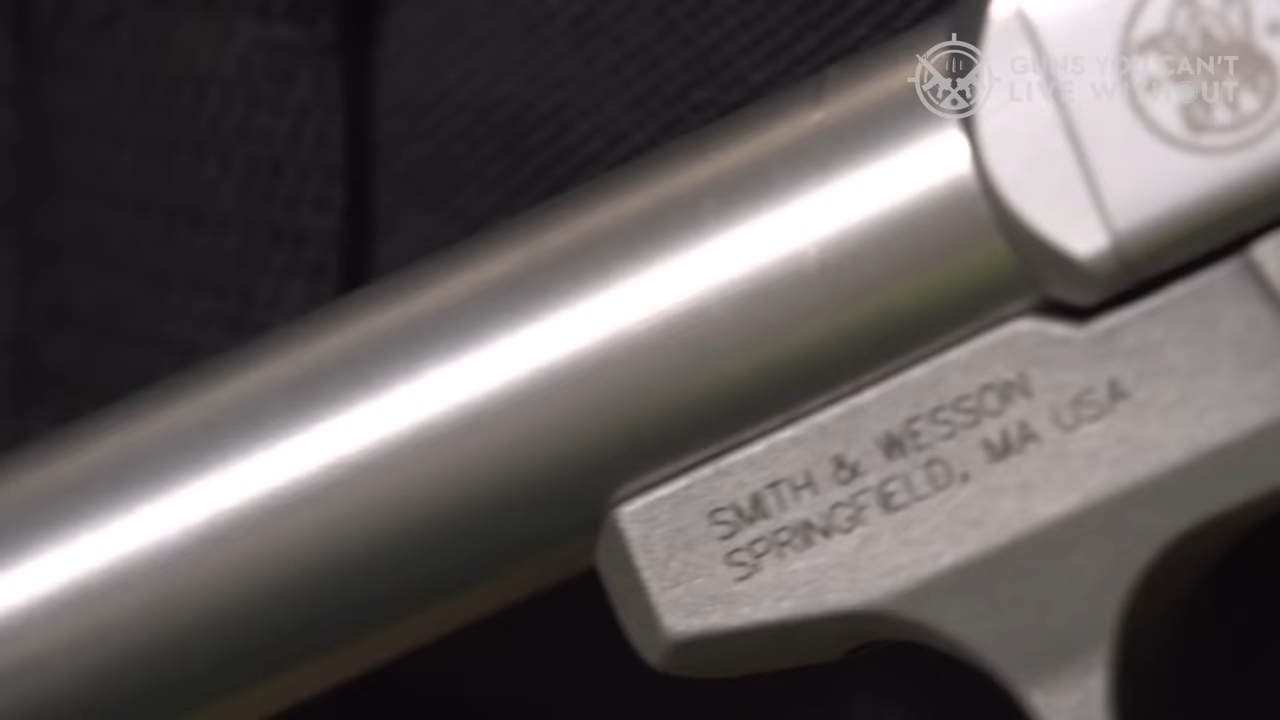 GUNS YOU CAN'T
LIVE WITHOUT
SMITH & WESSON
SPRINGFIELD, MA USA